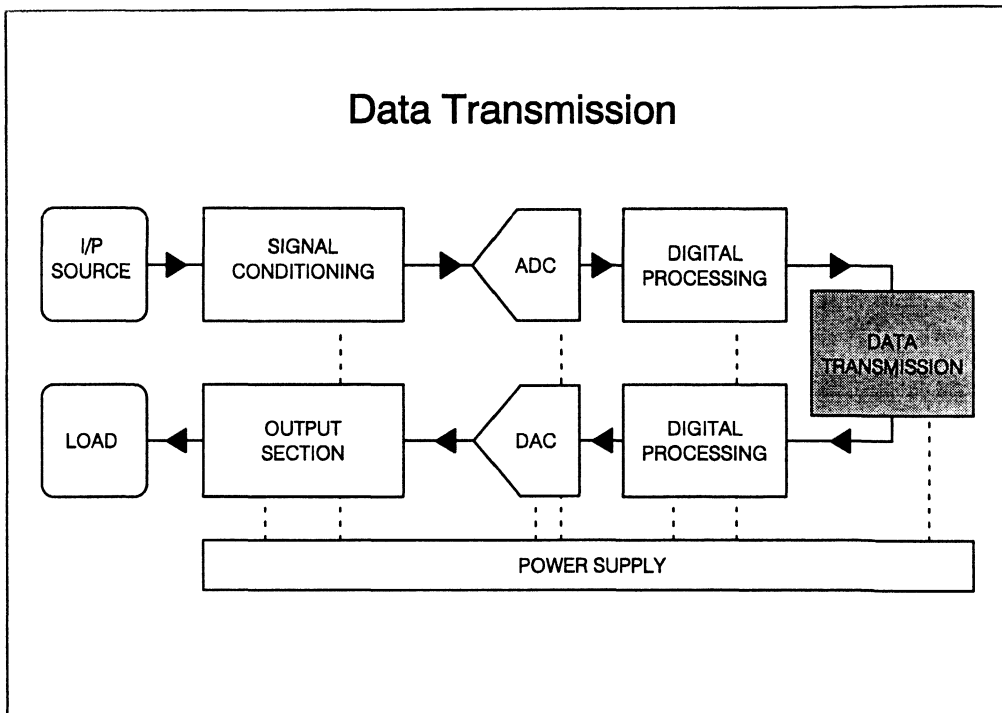 Data Transmission
I/P
SOURCE
SIGNAL
CONDITIONING
ADC
DIGITAL
PROCESSING
DATA
TRANSMISSION
LOAD
OUTPUT
SECTION
DAC
DIGITAL
PROCESSING
POWER SUPPLY